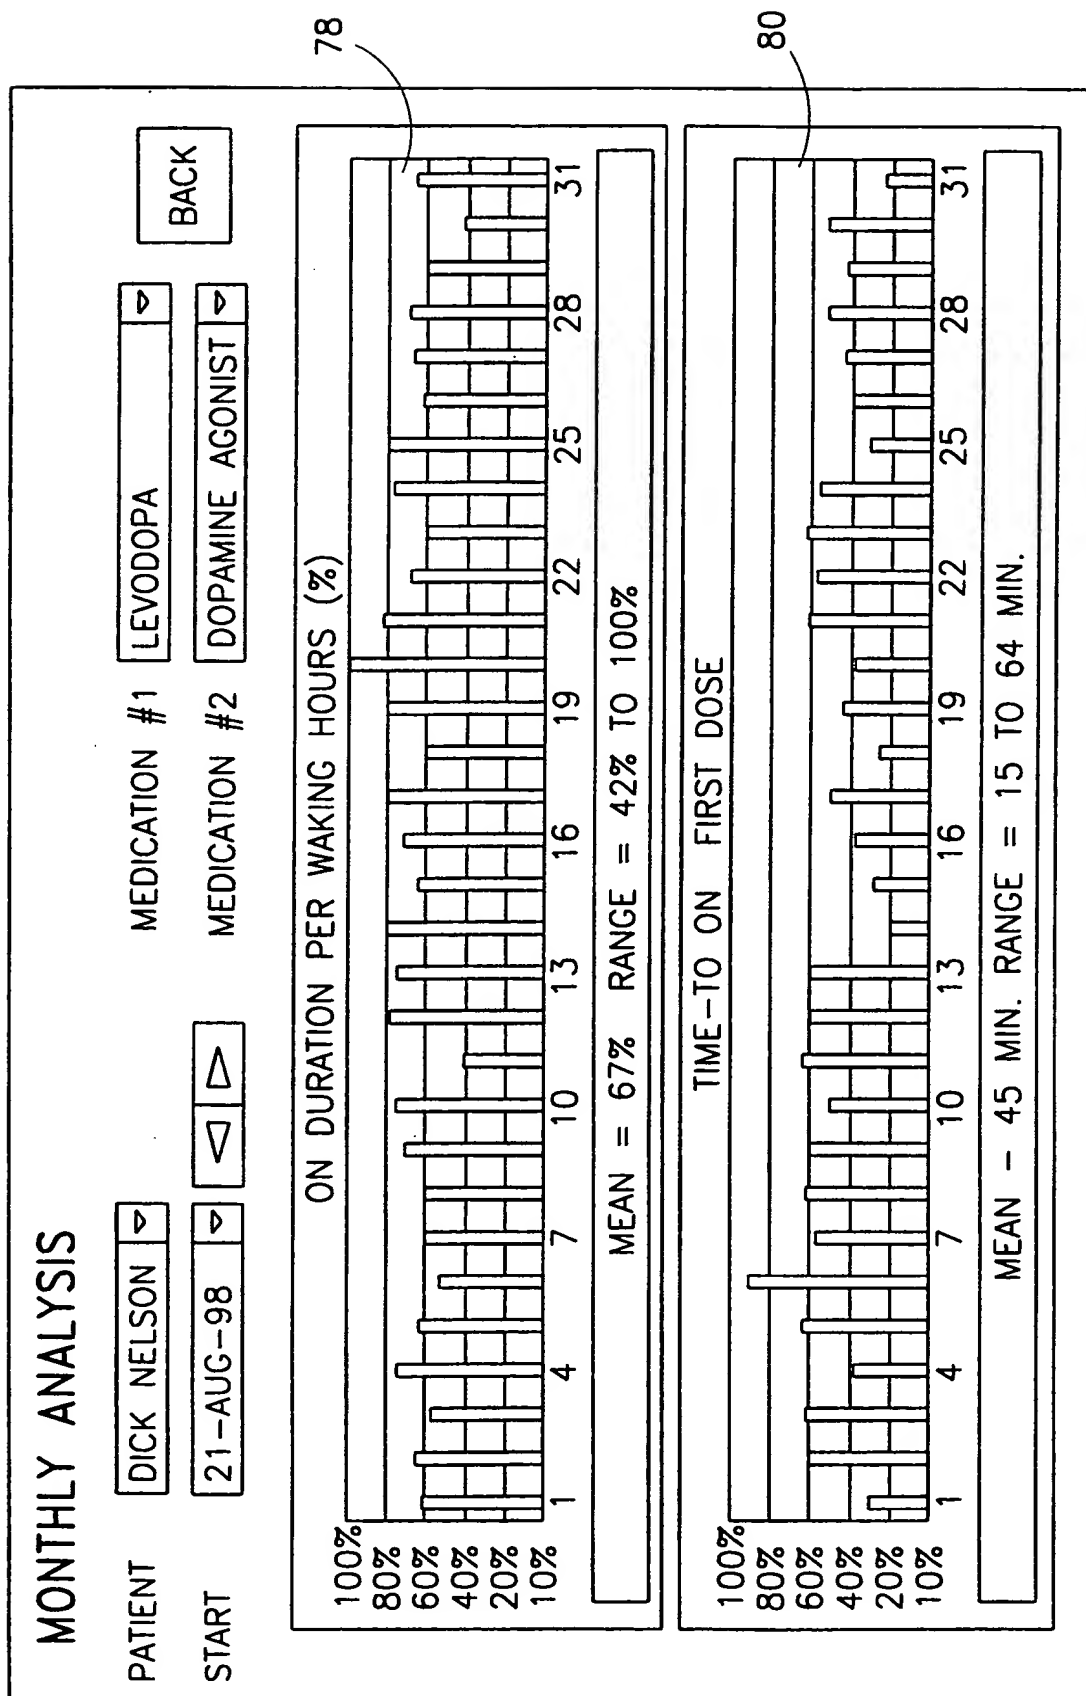 MONTHLY ANALYSIS
PATIENT DICK NELSON MEDICATION #1 LEVODOPA BACK
START 21-AUG-98 MEDICATION #2 DOPAMINE AGONIST
ON DURATION PER WAKING HOURS (%)
78
100%
80%
60%
40%
20%
10%
1 4 7 10 13 16 19 22 25 28 31
MEAN = 67% RANGE = 42% TO 100%
TIME-TO ON FIRST DOSE
80
100%
80%
60%
40%
20%
10%
1 4 7 10 13 16 19 22 25 28 31
MEAN - 45 MIN. RANGE = 15 TO 64 MIN.